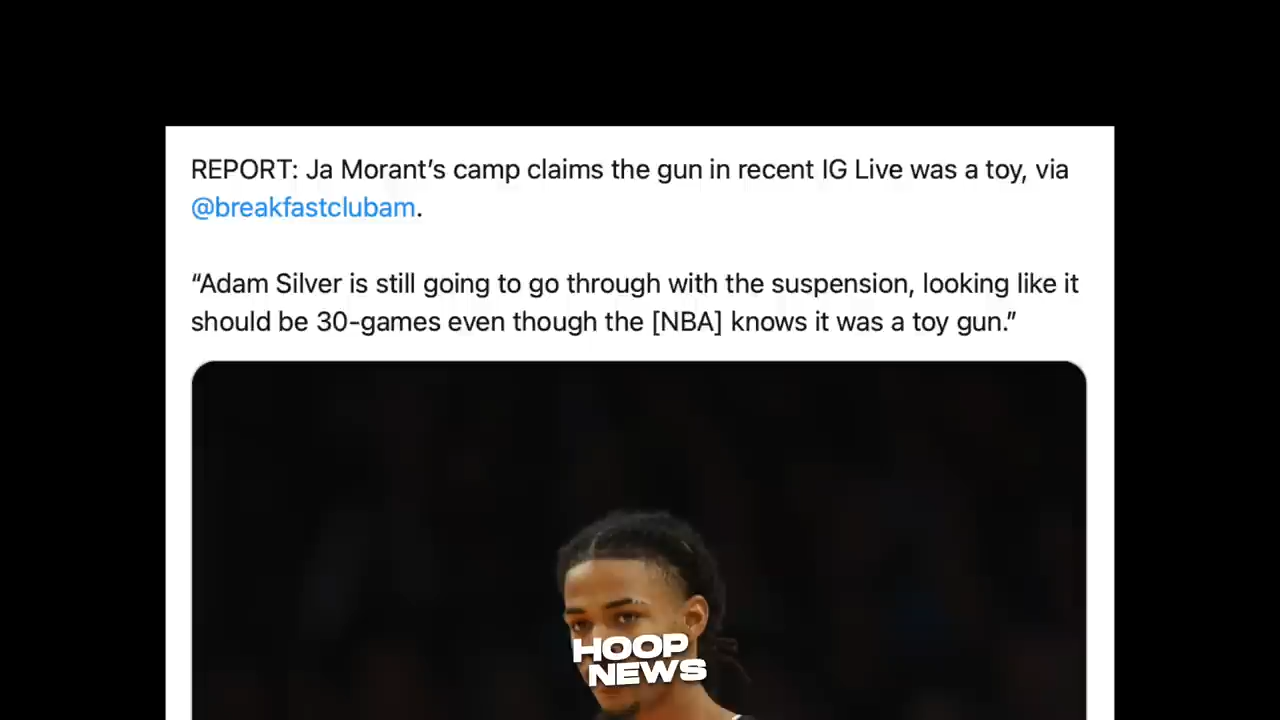 REPORT: Ja Morant’s camp claims the gun in recent IG Live was a toy, via
@breakfastclubam.
“Adam Silver is still going to go through with the suspension, looking like it
should be 30-games even though the [NBA] knows it was a toy gun.”
HOOP
NEWS